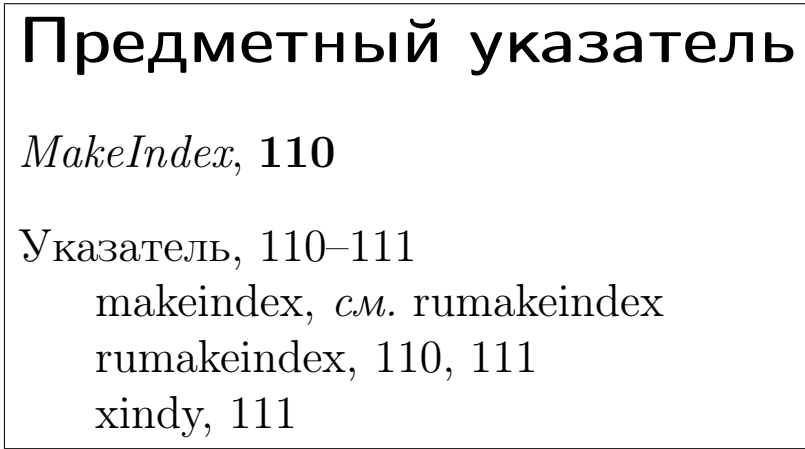 Предметный указатель
MakeIndex, 110
Указатель, 110–111
makeindex, см. rumakeindex
rumakeindex, 110, 111
xindy, 111